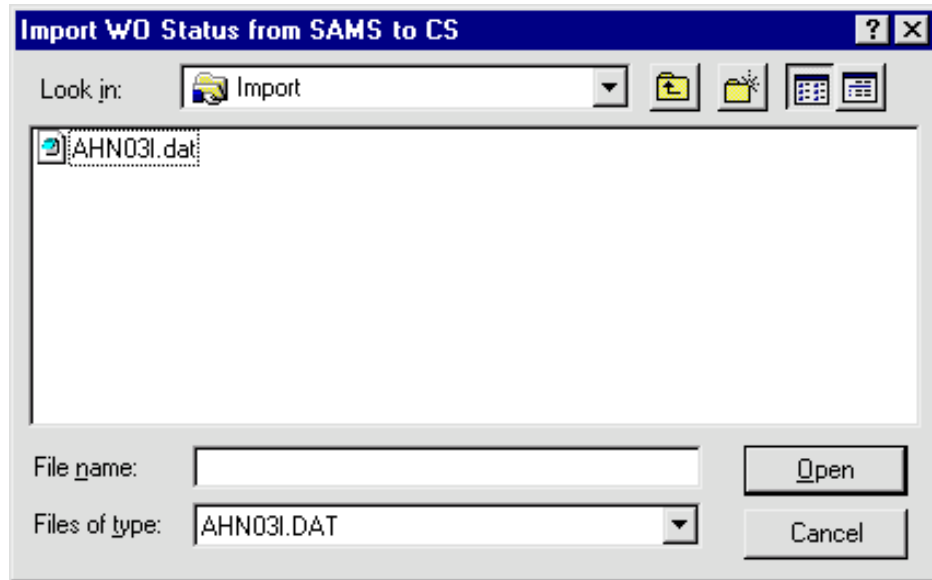 Import WO Status from SAMS to CS
Look in: Import
AHN03I.dat
File name: Open
Files of type: AHN03I.DAT
Cancel